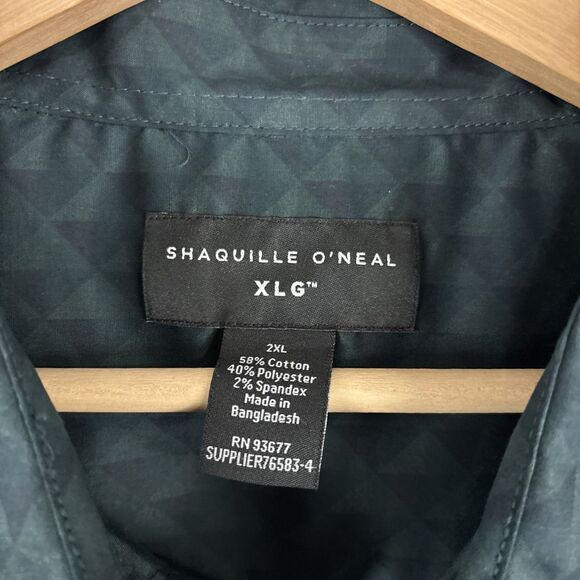 SHAQUILLE O'NEAL
XLG™
2XL
58% Cotton
40% Polyester
2% Spandex
Made in
Bangladesh
RN 93677
SUPPLIER76583-4